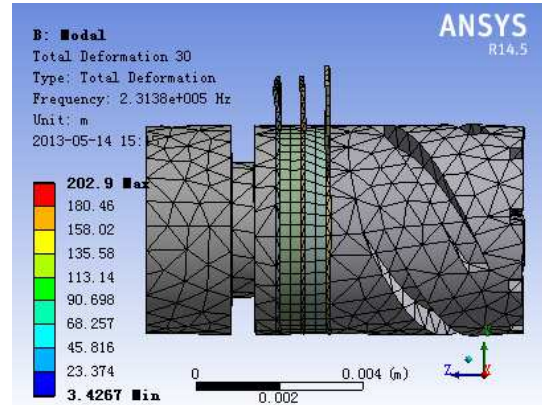 B: Modal
Total Deformation 30
Type: Total Deformation
Frequency: 2.3138e+005 Hz
Unit: m
2013-05-14 15:
ANSYS
R14.5
202.9 Max
180.46
158.02
135.58
113.14
90.698
68.257
45.816
23.374
3.4267 Min
0
0.004 (m)
0.002
Y
Z
X